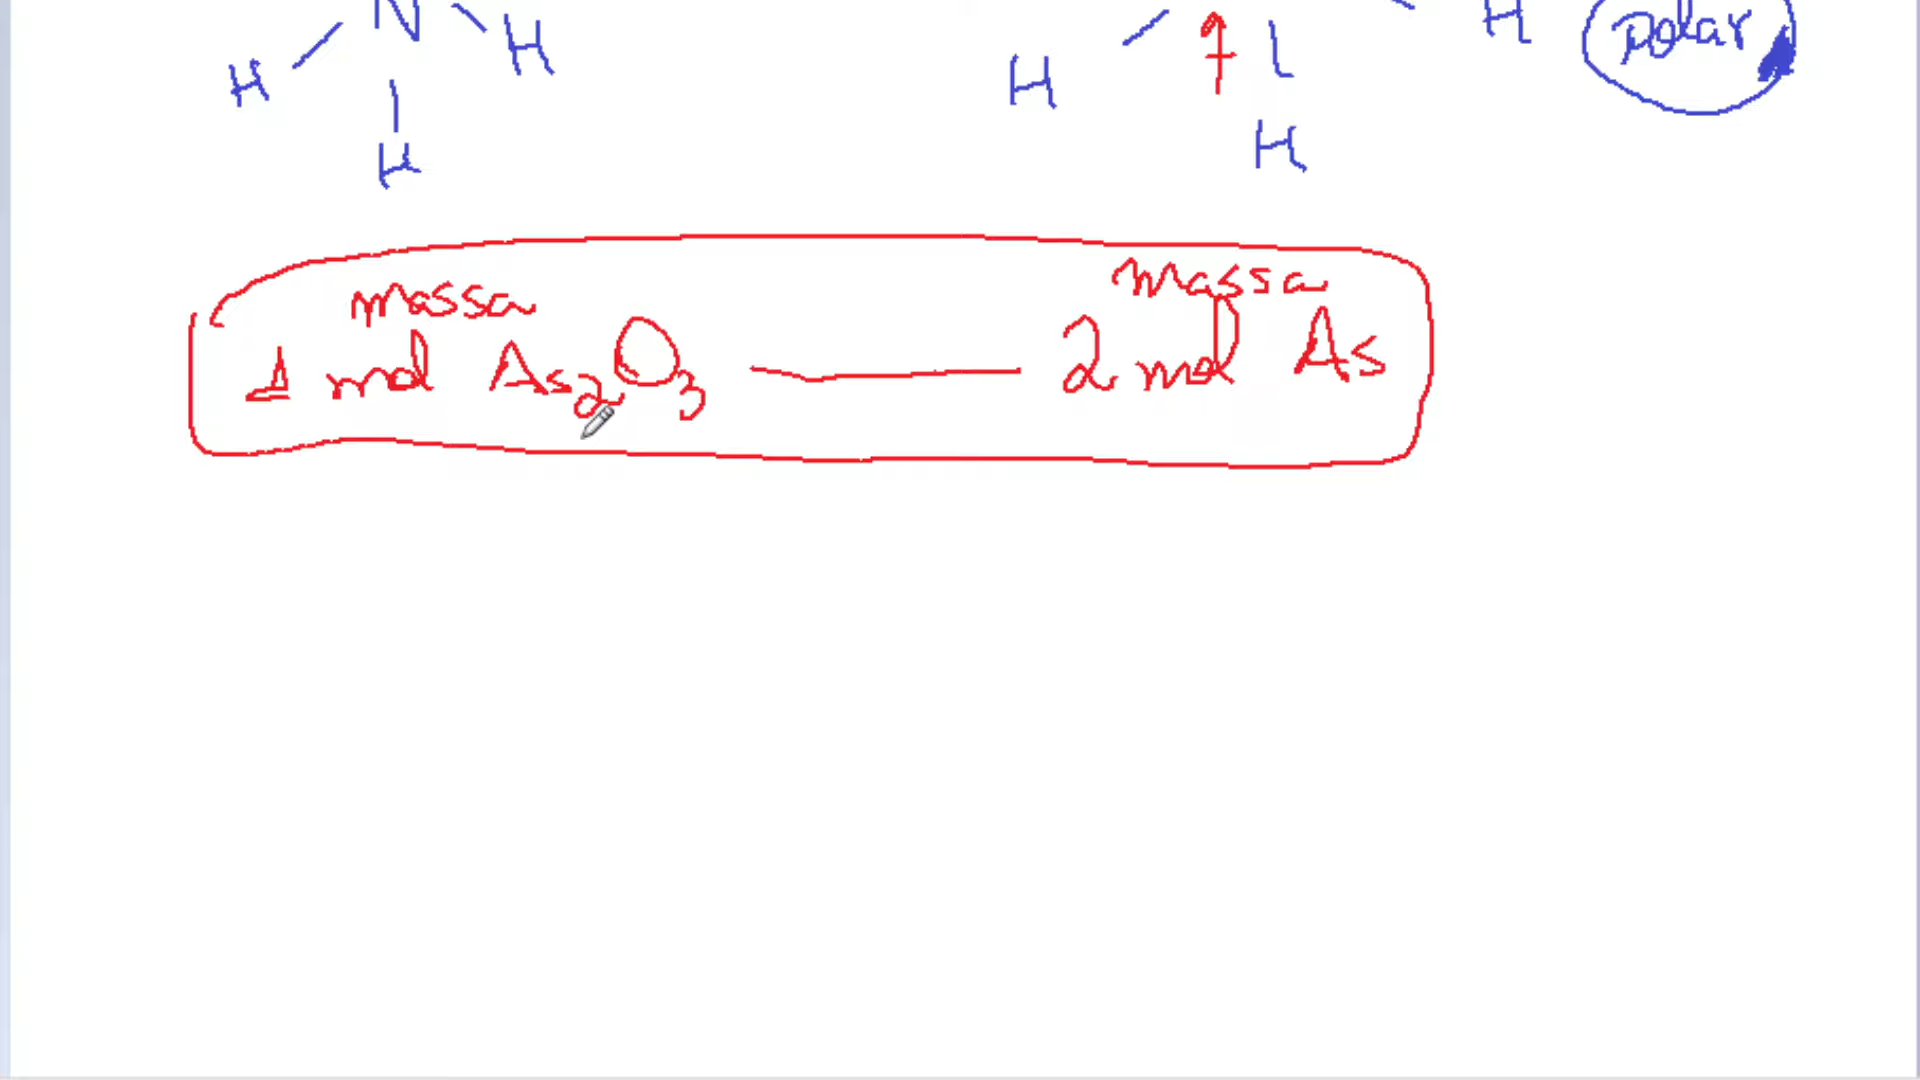 N H H Polar
H H
H H
massa massa
1 mol As₂O₃ —— 2 mol As